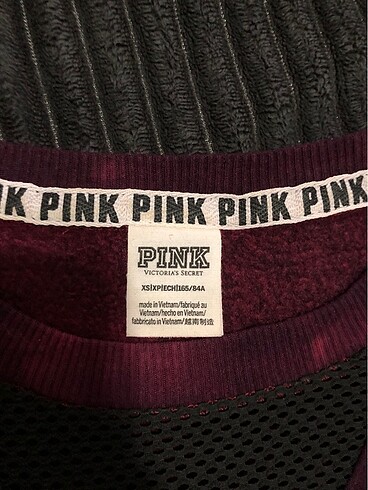 NK PINK PINK PINK PINK
PINK
VICTORIA'S SECRET
XS|XP|ECH|165/84A
made in Vietnam/fabriqué au
Vietnam/hecho en Vietnam/
fabbricato in Vietnam/越南制造